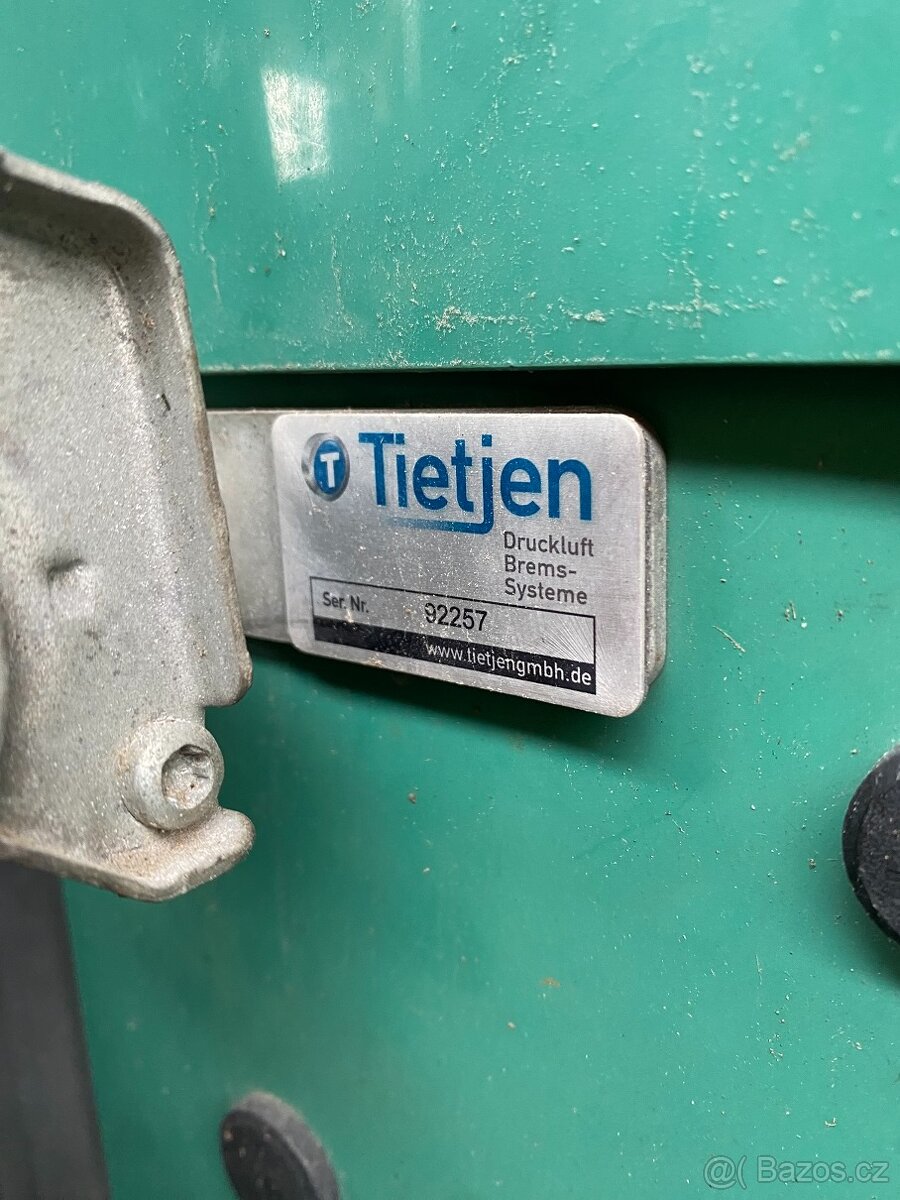 T Tietjen
Druckluft
Brems-
Systeme
Ser. Nr. 92257
www.tietjengmbh.de
@( Bazos.cz